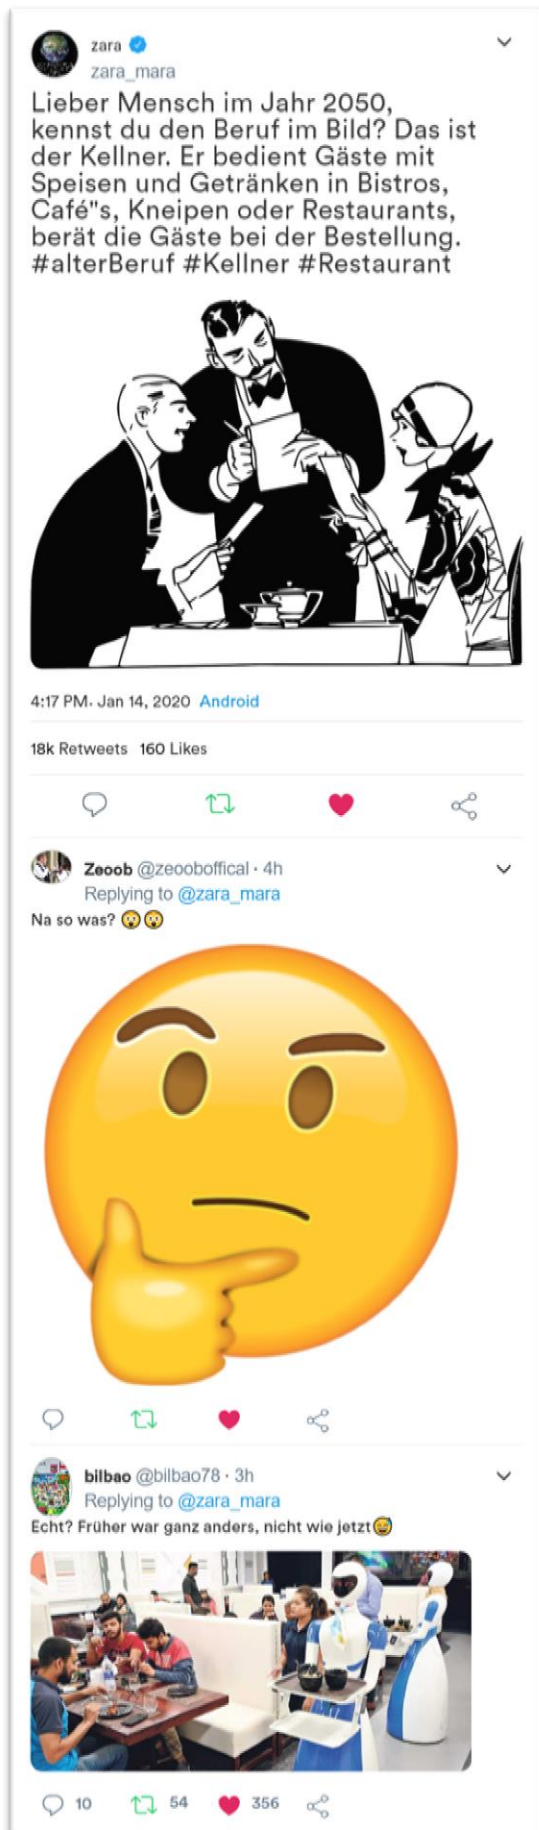 zara
zara_mara
Lieber Mensch im Jahr 2050,
kennst du den Beruf im Bild? Das ist
der Kellner. Er bedient Gäste mit
Speisen und Getränken in Bistros,
Café"s, Kneipen oder Restaurants,
berät die Gäste bei der Bestellung.
#alterBeruf #Kellner #Restaurant
4:17 PM. Jan 14, 2020 Android
18k Retweets 160 Likes
Zeoob @zeooboffical · 4h
Replying to @zara_mara
Na so was? 😲😲
bilbao @bilbao78 · 3h
Replying to @zara_mara
Echt? Früher war ganz anders, nicht wie jetzt😅
10 54 356